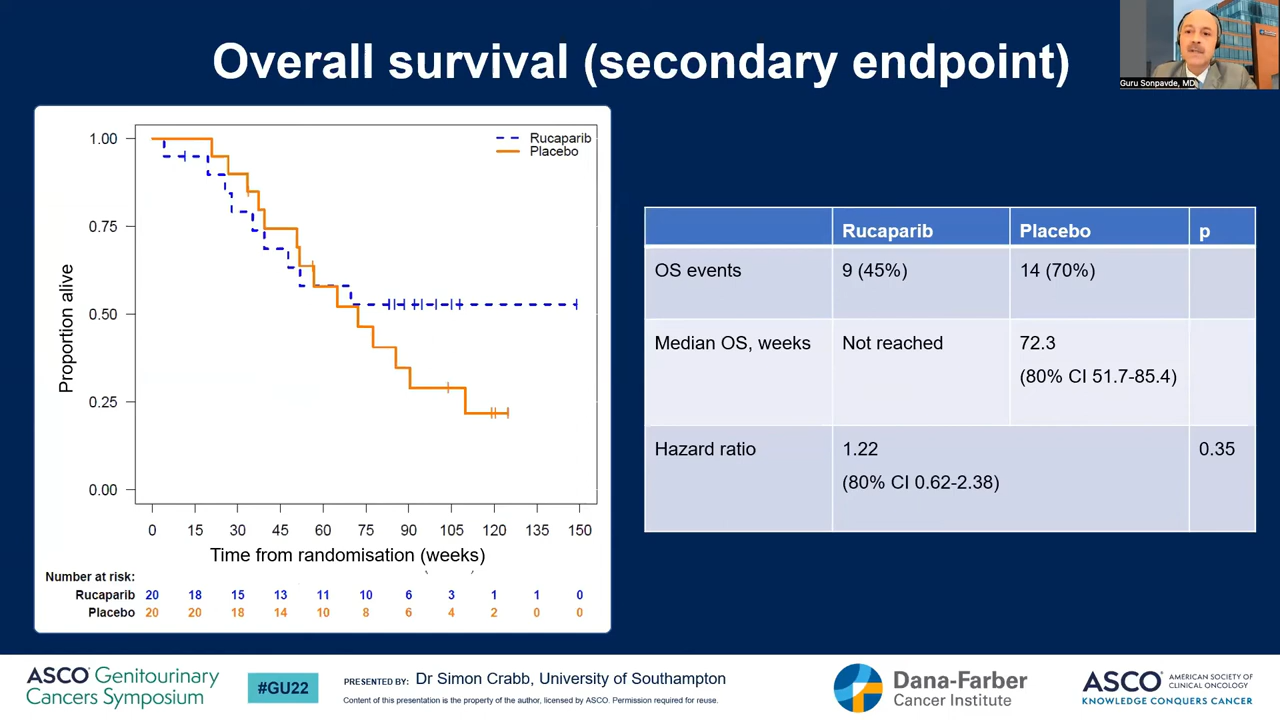 Overall survival (secondary endpoint)
Guru Sonpavde, MD
Rucaparib
Placebo
1.00
0.75
0.50
0.25
0.00
Proportion alive
0 15 30 45 60 75 90 105 120 135 150
Time from randomisation (weeks)
Number at risk:
Rucaparib 20 18 15 13 11 10 6 3 1 1 0
Placebo 20 20 18 14 10 8 6 4 2 0 0
Rucaparib Placebo p
OS events 9 (45%) 14 (70%)
Median OS, weeks Not reached 72.3
(80% CI 51.7-85.4)
Hazard ratio 1.22 0.35
(80% CI 0.62-2.38)
ASCO Genitourinary
Cancers Symposium
#GU22
PRESENTED BY: Dr Simon Crabb, University of Southampton
Content of this presentation is the property of the author, licensed by ASCO. Permission required for reuse.
Dana-Farber
Cancer Institute
ASCO AMERICAN SOCIETY OF
CLINICAL ONCOLOGY
KNOWLEDGE CONQUERS CANCER